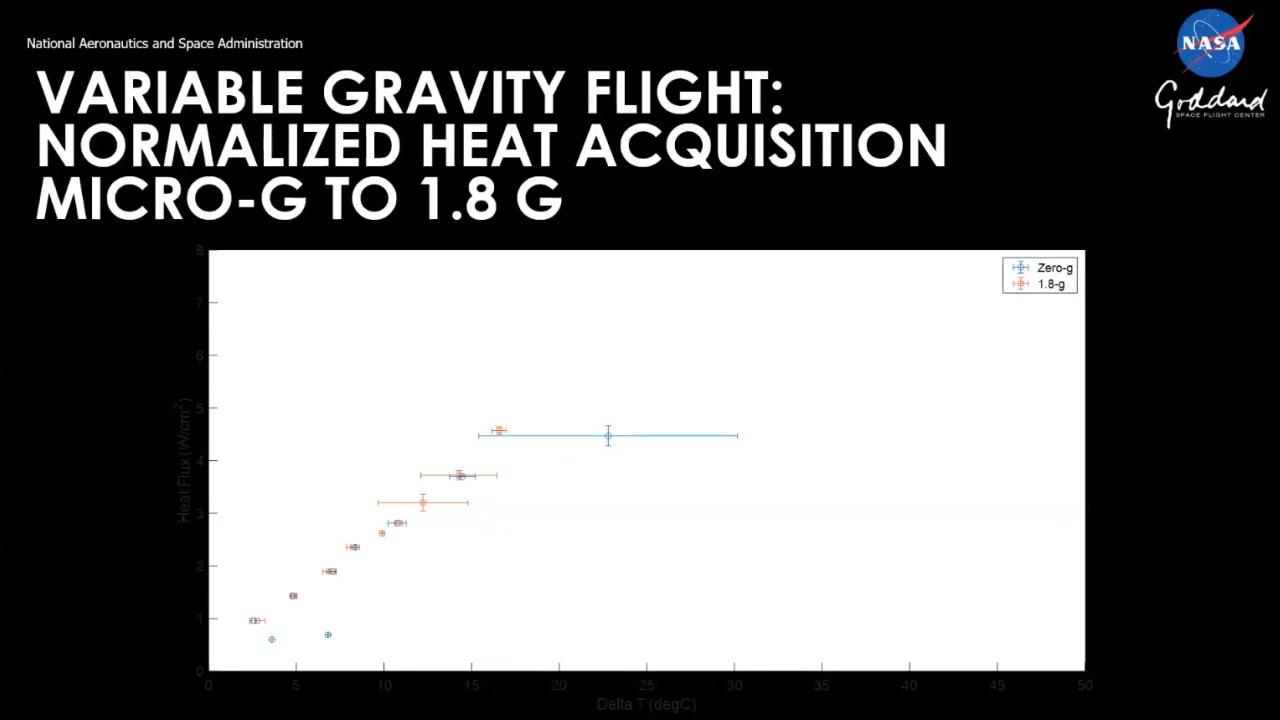 National Aeronautics and Space Administration
NASA
Goddard
SPACE FLIGHT CENTER
VARIABLE GRAVITY FLIGHT:
NORMALIZED HEAT ACQUISITION
MICRO-G TO 1.8 G
Zero-g
1.8-g
8
7
6
5
4
3
2
1
0
Heat Flux (W/cm²)
0 5 10 15 20 25 30 35 40 45 50
Delta T (degC)